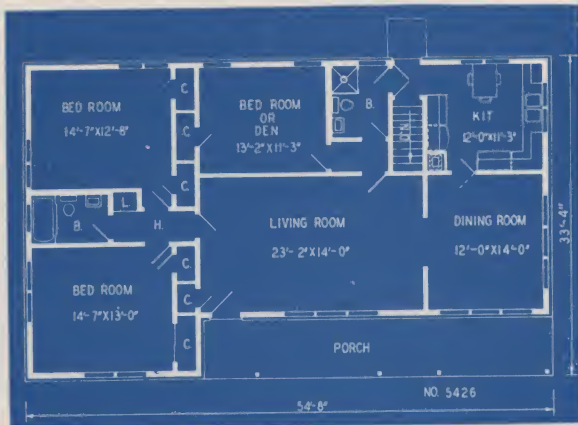 BED ROOM
14'-7"X12'-8"
C.
C.
C.
BED ROOM
OR
DEN
13'-2"X11'-3"
B.
DN.
KIT
12'-0"X11'-3"
L.
B.
H.
LIVING ROOM
23'-2"X14'-0"
DINING ROOM
12'-0"X14'-0"
33'-4"
BED ROOM
14'-7"X13'-0"
C.
C.
C.
PORCH
NO. 5426
54'-8"